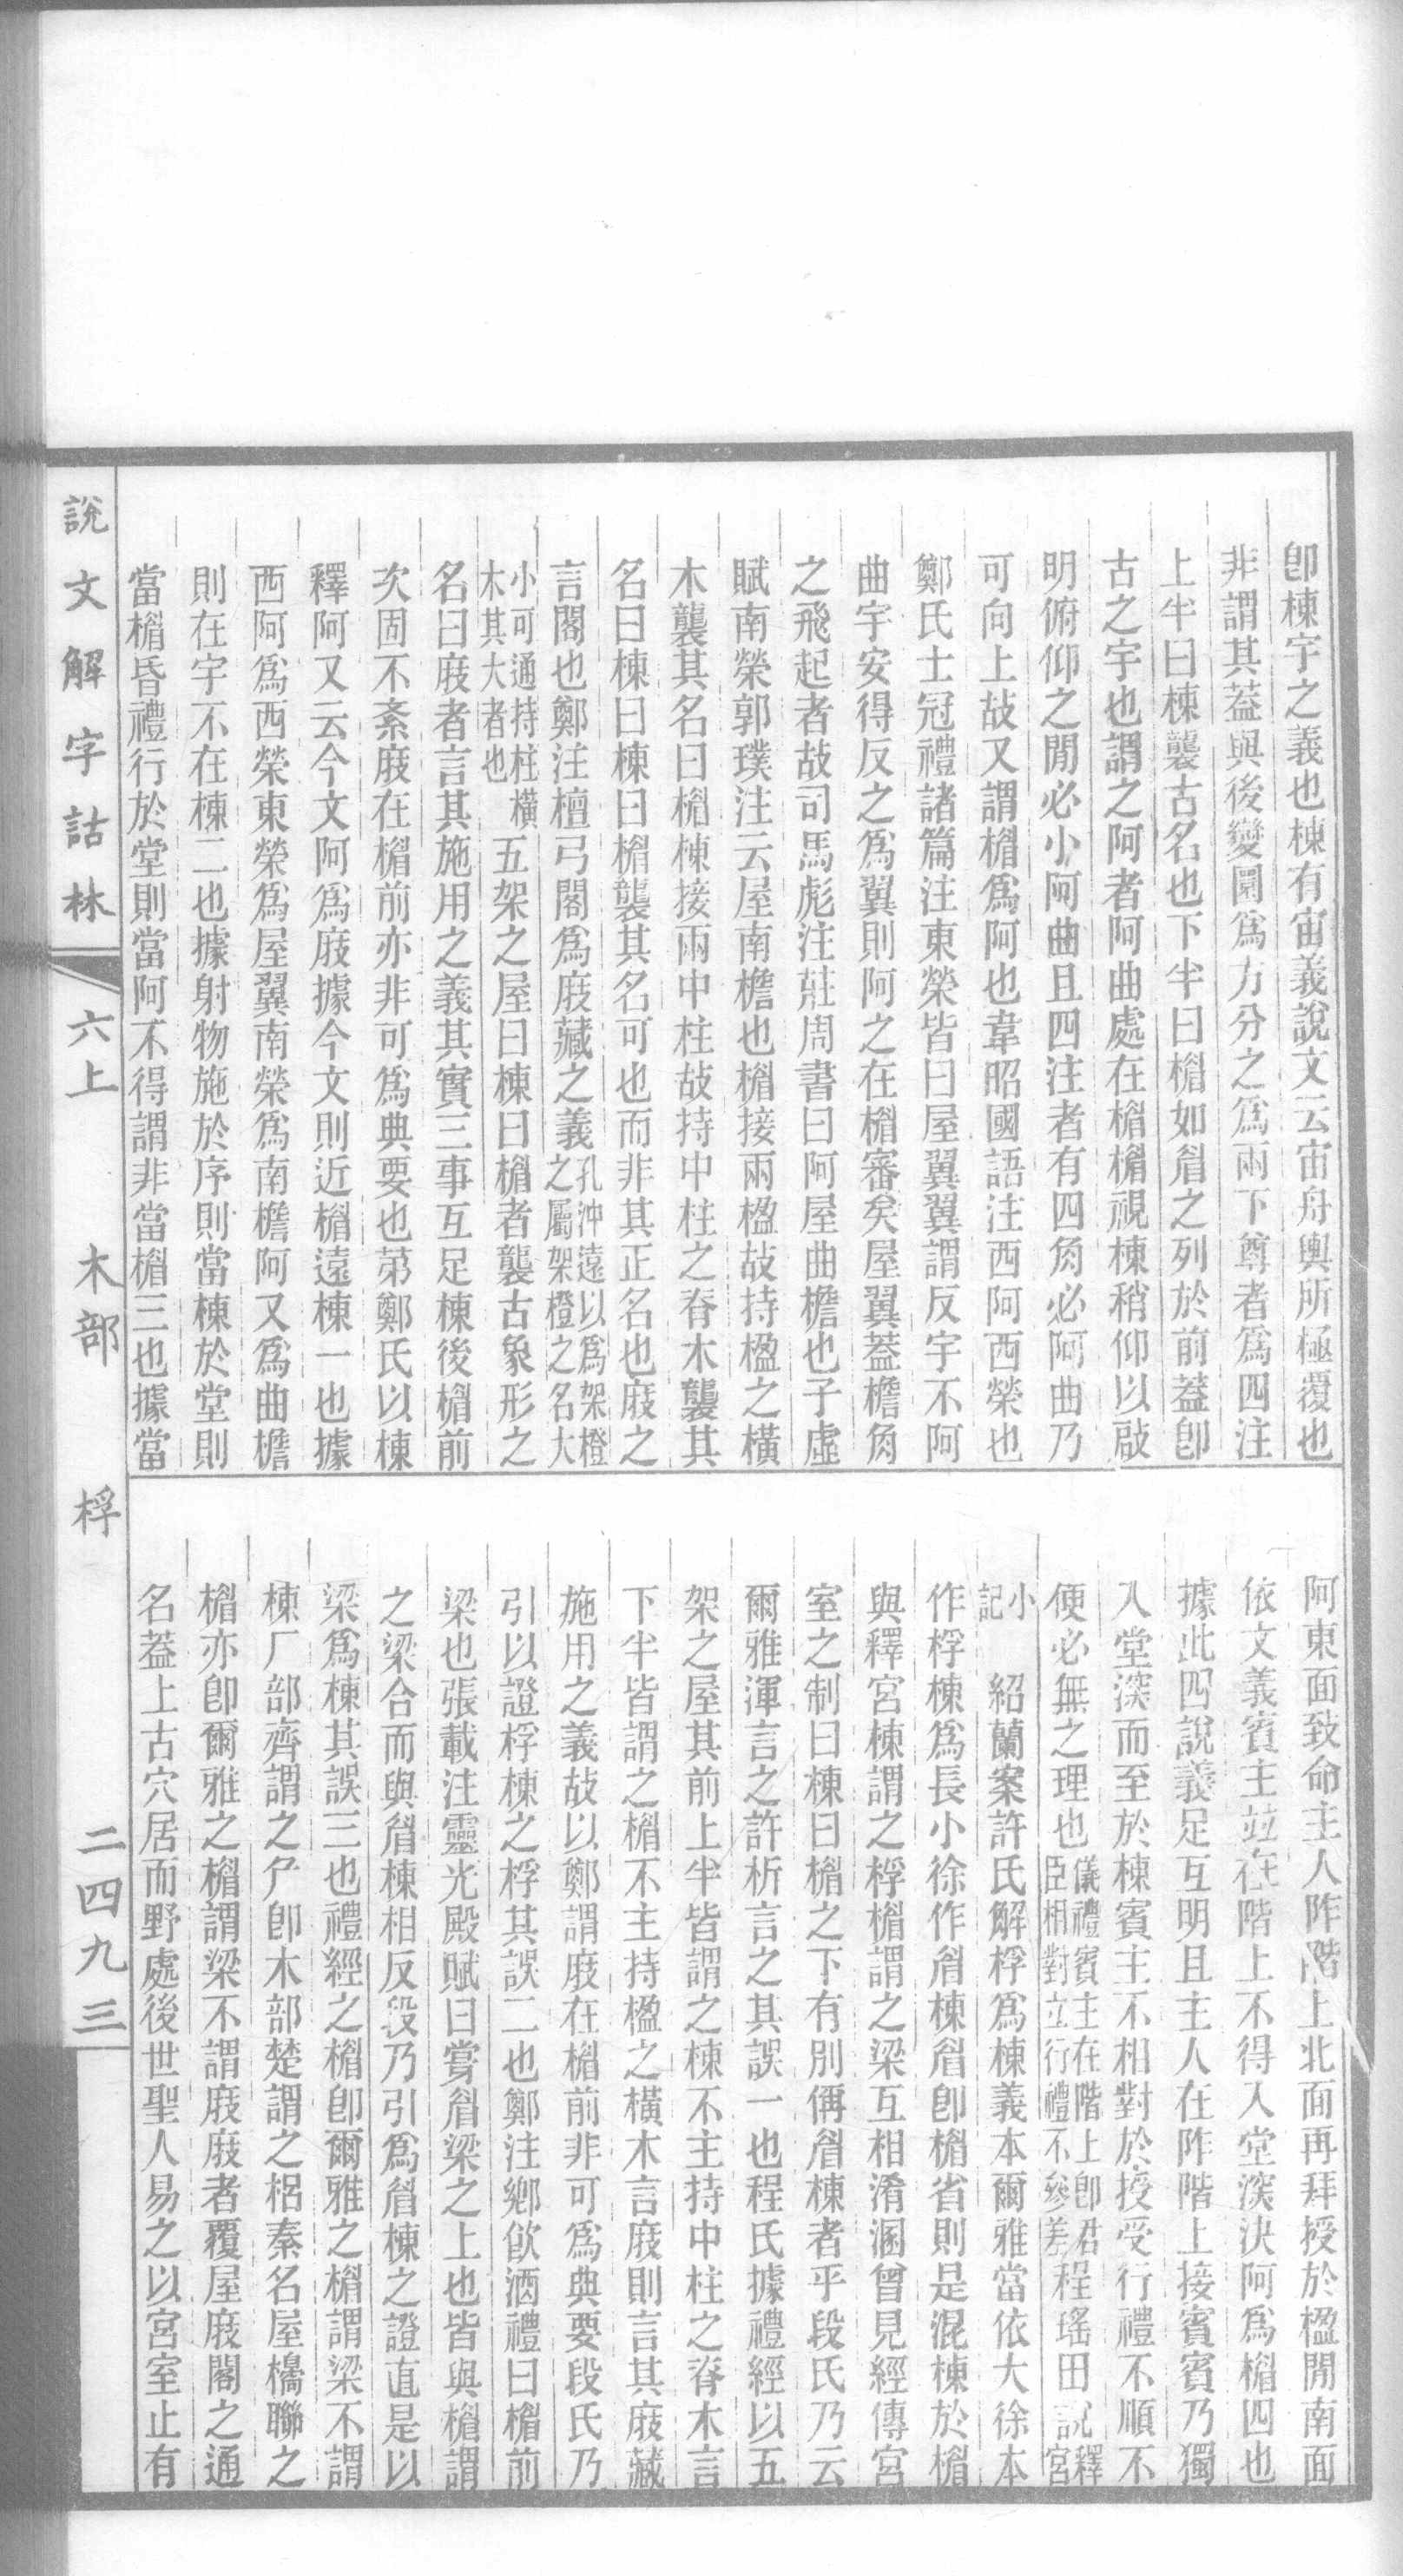 卽棟宇之義也棟有宙義說文云宙舟輿所極覆也
非謂其葢與後變圜爲方分之爲兩下尊者爲四注
上半曰棟襲古名也下半曰楣如眉之列於前葢卽
古之宇也謂之阿者阿曲處在楣楣視棟稍仰以敨
明俯仰之閒必小阿曲且四注者有四角必阿曲乃
可向上故又謂楣爲阿也韋昭國語注西阿西榮也
鄭氏士冠禮諸篇注東榮皆曰屋翼翼謂反宇不阿
曲宇安得反之爲翼則阿之在楣審矣屋翼葢檐角
之飛起者故司馬彪注莊周書曰阿屋曲檐也子虛
賦南榮郭璞注云屋南檐也楣接兩楹故持楹之橫
木襲其名曰楣棟接兩中柱故持中柱之脊木襲其
名曰棟曰棟曰楣襲其名可也而非其正名也庪之
言閣也鄭注檀弓閣爲庪藏之義孔沖遠以爲架橙之屬架橙之名大
小可通持柱橫木其大者也五架之屋曰棟曰楣者襲古象形之
名曰庪者言其施用之義其實三事互足棟後楣前
次固不紊庪在楣前亦非可爲典要也苐鄭氏以棟
釋阿又云今文阿爲庪據今文則近楣遠棟一也據
西阿爲西榮東榮爲屋翼南榮爲南檐阿又爲曲檐
則在宇不在棟二也據射物施於序則當棟於堂則
當楣昏禮行於堂則當阿不得謂非當楣三也據當
阿東面致命主人阼階上北面再拜授於楹閒南面
依文義賓主竝在階上不得入堂深決阿爲楣四也
據此四說義足互明且主人在阼階上接賓賓乃獨
入堂深而至於棟賓主不相對於授受行禮不順不
便必無之理也儀禮賓主在階上卽君臣相對立行禮不參差程瑤田說釋宮
小記　紹蘭案許氏解桴爲棟義本爾雅當依大徐本
作桴棟爲長小徐作眉棟眉卽楣省則是混棟於楣
與釋宮棟謂之桴楣謂之梁互相淆溷曾見經傳宮
室之制曰棟曰楣之下有別偁眉棟者乎段氏乃云
爾雅渾言之許析言之其誤一也程氏據禮經以五
架之屋其前上半皆謂之棟不主持中柱之脊木言
下半皆謂之楣不主持楹之橫木言庪則言其庪藏
施用之義故以鄭謂庪在楣前非可爲典要段氏乃
引以證桴棟之桴其誤二也鄭注鄉飮酒禮曰楣前
梁也張載注靈光殿賦曰甍眉梁之上也皆與楣謂
之梁合而與眉棟相反段乃引爲眉棟之證直是以
梁爲棟其誤三也禮經之楣卽爾雅之楣謂梁不謂
棟厂部齊謂之屵卽木部楚謂之梠秦名屋櫋聯之
楣亦卽爾雅之楣謂梁不謂庪庪者覆屋庪閣之通
名葢上古穴居而野處後世聖人易之以宮室止有
說文解字詁林　六上　木部　桴　二四九三